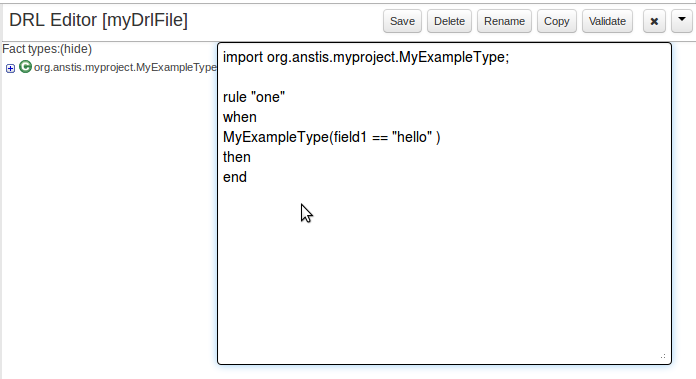 DRL Editor [myDrlFile]
Save Delete Rename Copy Validate
Fact types:(hide)
org.anstis.myproject.MyExampleType
import org.anstis.myproject.MyExampleType;
rule "one"
when
MyExampleType(field1 == "hello" )
then
end